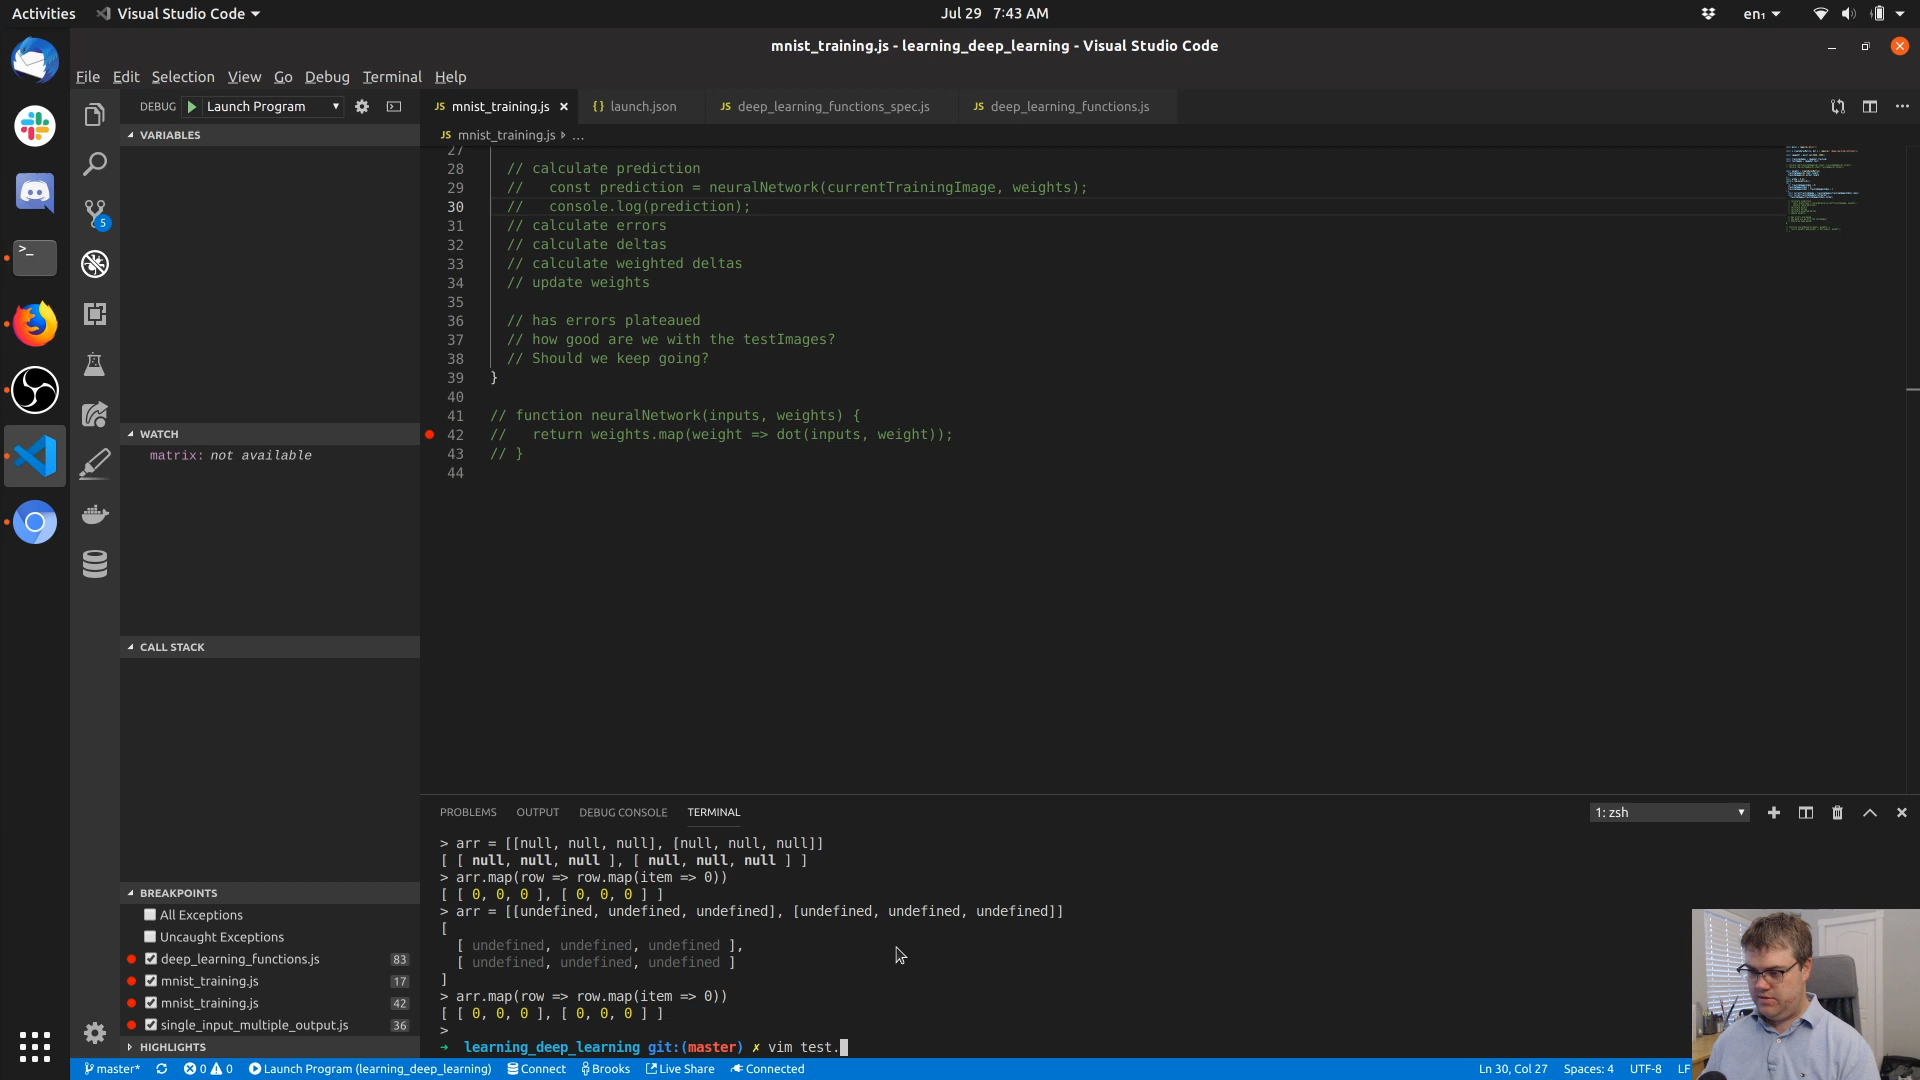 Activities
Visual Studio Code
Jul 29 7:43 AM
en₁
mnist_training.js - learning_deep_learning - Visual Studio Code
File Edit Selection View Go Debug Terminal Help
DEBUG Launch Program
JS mnist_training.js
{} launch.json
JS deep_learning_functions_spec.js
JS deep_learning_functions.js
VARIABLES
JS mnist_training.js ...
27
28 // calculate prediction
29 // const prediction = neuralNetwork(currentTrainingImage, weights);
30 // console.log(prediction);
31 // calculate errors
32 // calculate deltas
33 // calculate weighted deltas
34 // update weights
35
36 // has errors plateaued
37 // how good are we with the testImages?
38 // Should we keep going?
39 }
40
41 // function neuralNetwork(inputs, weights) {
42 // return weights.map(weight => dot(inputs, weight));
43 // }
44
5
WATCH
matrix: not available
CALL STACK
BREAKPOINTS
All Exceptions
Uncaught Exceptions
deep_learning_functions.js 83
mnist_training.js 17
mnist_training.js 42
single_input_multiple_output.js 36
HIGHLIGHTS
PROBLEMS OUTPUT DEBUG CONSOLE TERMINAL
1: zsh
> arr = [[null, null, null], [null, null, null]]
[ [ null, null, null ], [ null, null, null ] ]
> arr.map(row => row.map(item => 0))
[ [ 0, 0, 0 ], [ 0, 0, 0 ] ]
> arr = [[undefined, undefined, undefined], [undefined, undefined, undefined]]
[
[ undefined, undefined, undefined ],
[ undefined, undefined, undefined ]
]
> arr.map(row => row.map(item => 0))
[ [ 0, 0, 0 ], [ 0, 0, 0 ] ]
>
→ learning_deep_learning git:(master) ✗ vim test.
master* 0 0 Launch Program (learning_deep_learning) Connect Brooks Live Share Connected
Ln 30, Col 27 Spaces: 4 UTF-8 LF